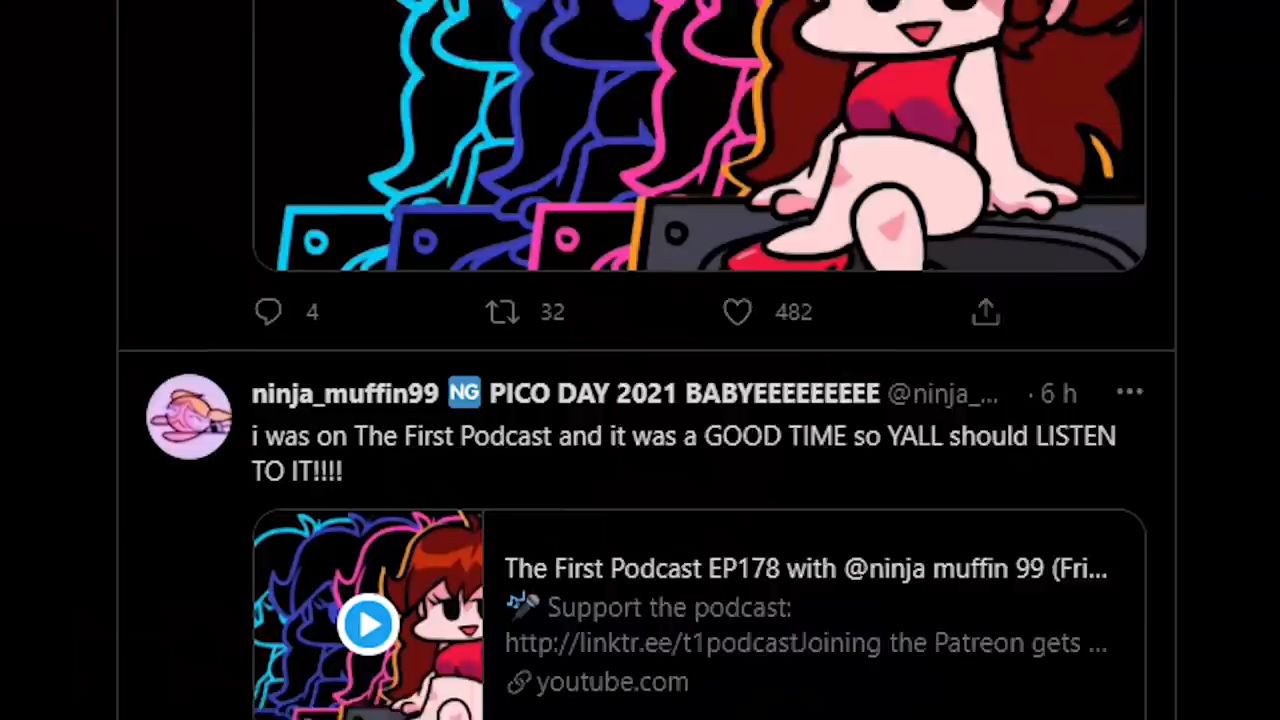 4 32 482
ninja_muffin99 NG PICO DAY 2021 BABYEEEEEEEEE @ninja_... · 6 h
i was on The First Podcast and it was a GOOD TIME so YALL should LISTEN
TO IT!!!!
The First Podcast EP178 with @ninja muffin 99 (Fri...
Support the podcast:
http://linktr.ee/t1podcastJoining the Patreon gets ...
youtube.com